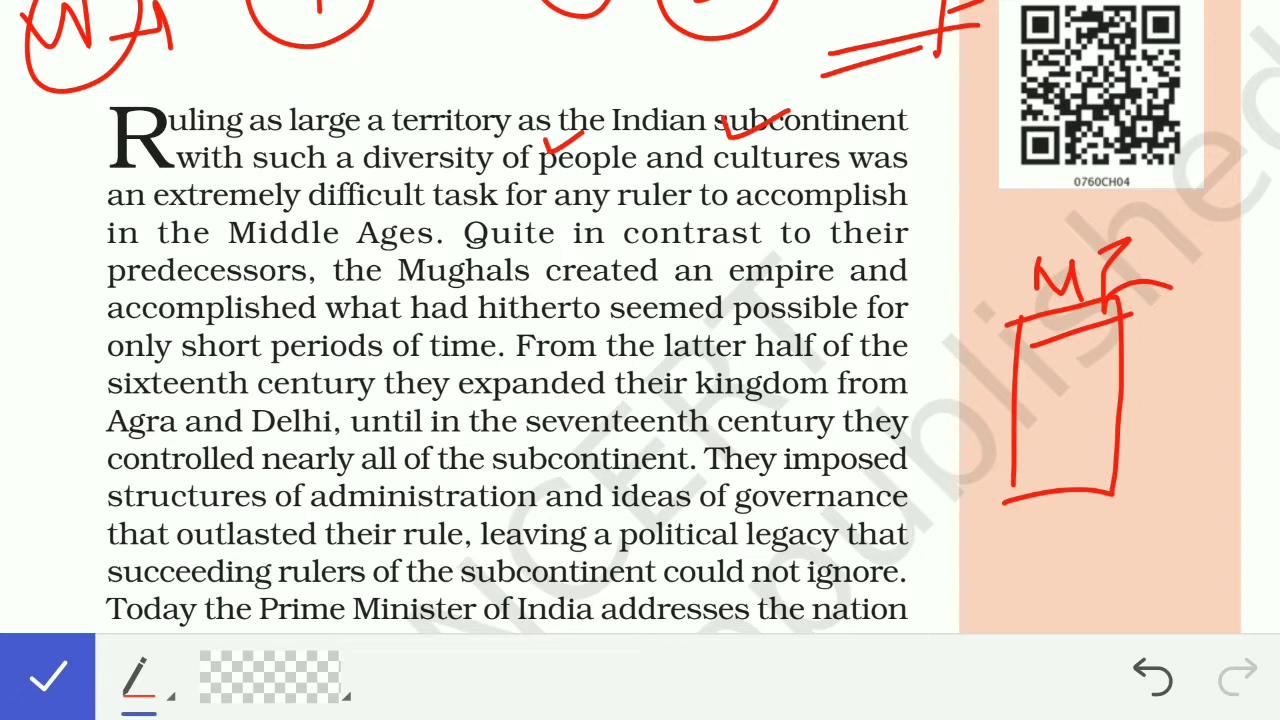 Ruling as large a territory as the Indian subcontinent
with such a diversity of people and cultures was
an extremely difficult task for any ruler to accomplish
in the Middle Ages. Quite in contrast to their
predecessors, the Mughals created an empire and
accomplished what had hitherto seemed possible for
only short periods of time. From the latter half of the
sixteenth century they expanded their kingdom from
Agra and Delhi, until in the seventeenth century they
controlled nearly all of the subcontinent. They imposed
structures of administration and ideas of governance
that outlasted their rule, leaving a political legacy that
succeeding rulers of the subcontinent could not ignore.
Today the Prime Minister of India addresses the nation
0760CH04
NCERT
published